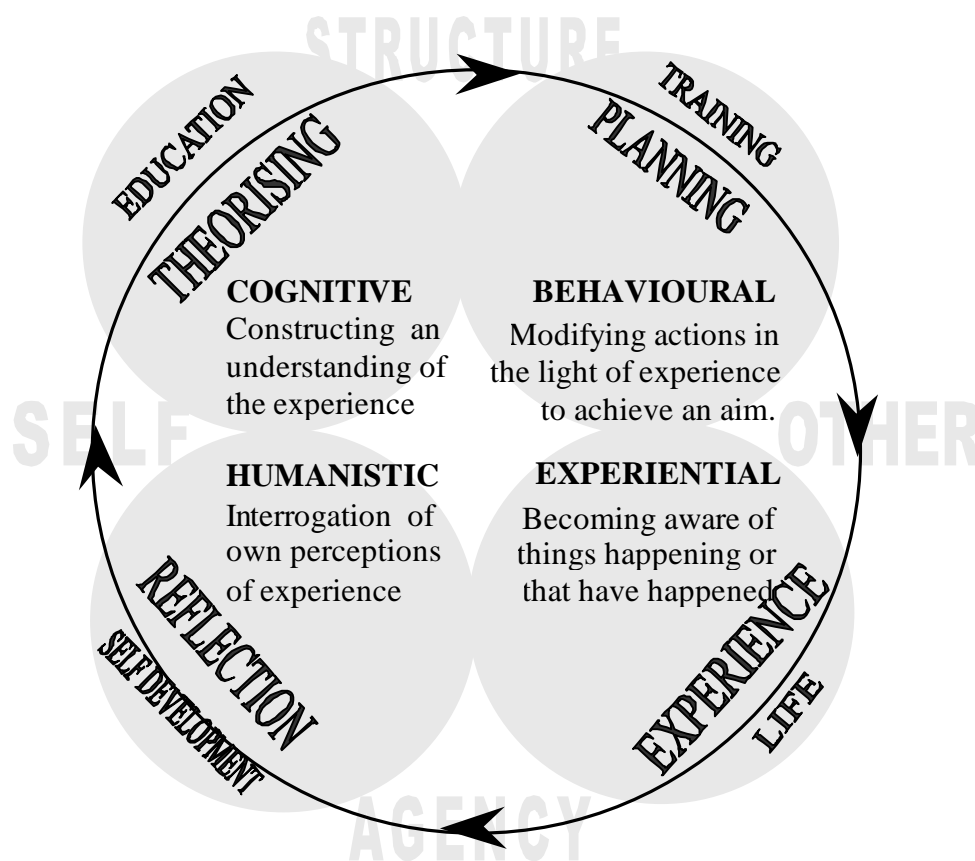 STRUCTURE
EDUCATION
TRAINING
THEORISING
PLANNING
COGNITIVE
Constructing an
understanding of
the experience
BEHAVIOURAL
Modifying actions in
the light of experience
to achieve an aim.
SELF
OTHER
HUMANISTIC
Interrogation of
own perceptions
of experience
EXPERIENTIAL
Becoming aware of
things happening or
that have happened
REFLECTION
EXPERIENCE
SELF DEVELOPMENT
LIFE
AGENCY